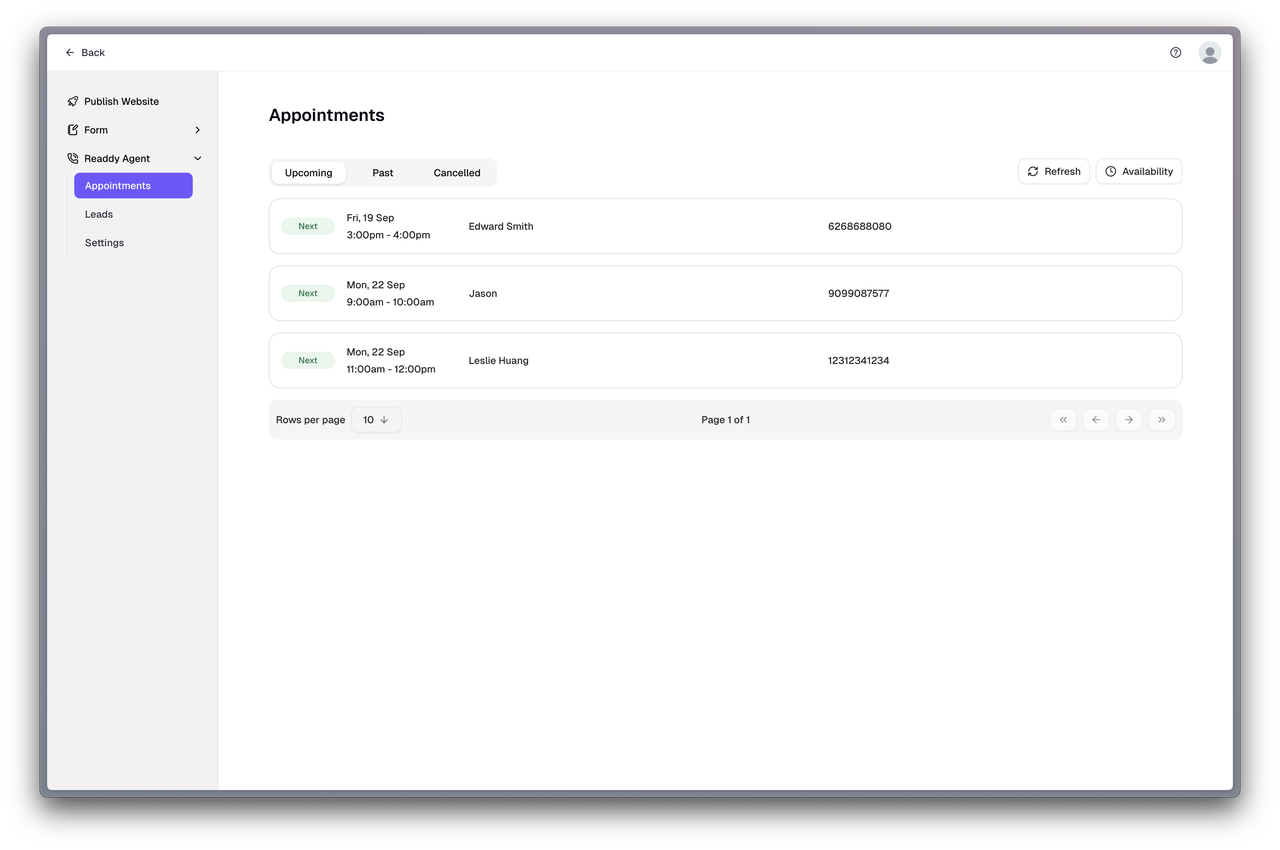 Back
Publish Website
Form
Readdy Agent
Appointments
Leads
Settings
Appointments
Upcoming Past Cancelled Refresh Availability
Next Fri, 19 Sep
3:00pm - 4:00pm Edward Smith 6268688080
Next Mon, 22 Sep
9:00am - 10:00am Jason 9099087577
Next Mon, 22 Sep
11:00am - 12:00pm Leslie Huang 12312341234
Rows per page 10 Page 1 of 1